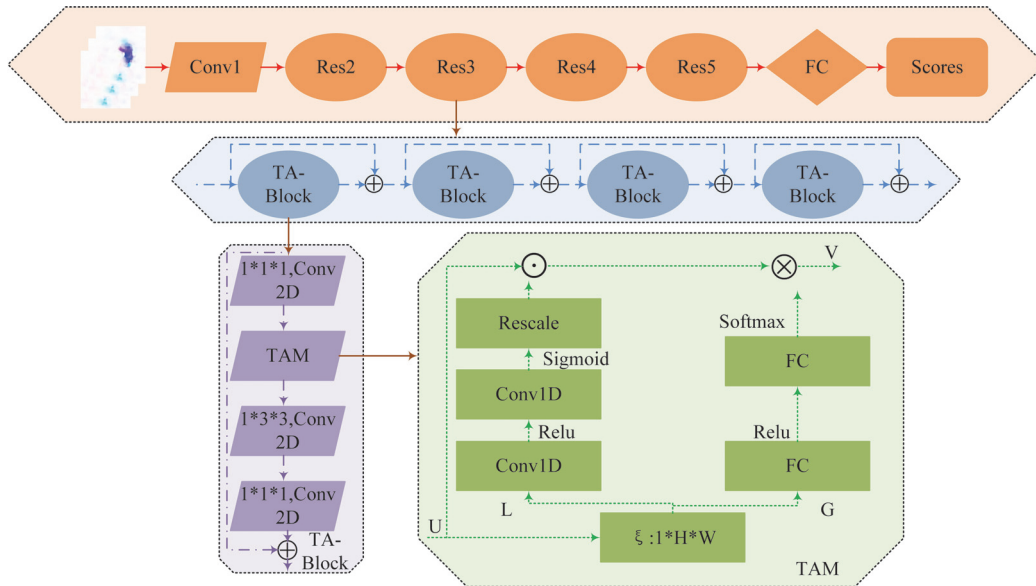 Conv1
Res2
Res3
Res4
Res5
FC
Scores
TA-
Block
TA-
Block
TA-
Block
TA-
Block
1*1*1,Conv
2D
TAM
1*3*3,Conv
2D
1*1*1,Conv
2D
TA-
Block
V
Rescale
Softmax
Sigmoid
FC
Conv1D
Relu
Relu
Conv1D
FC
L
G
U
ξ:1*H*W
TAM